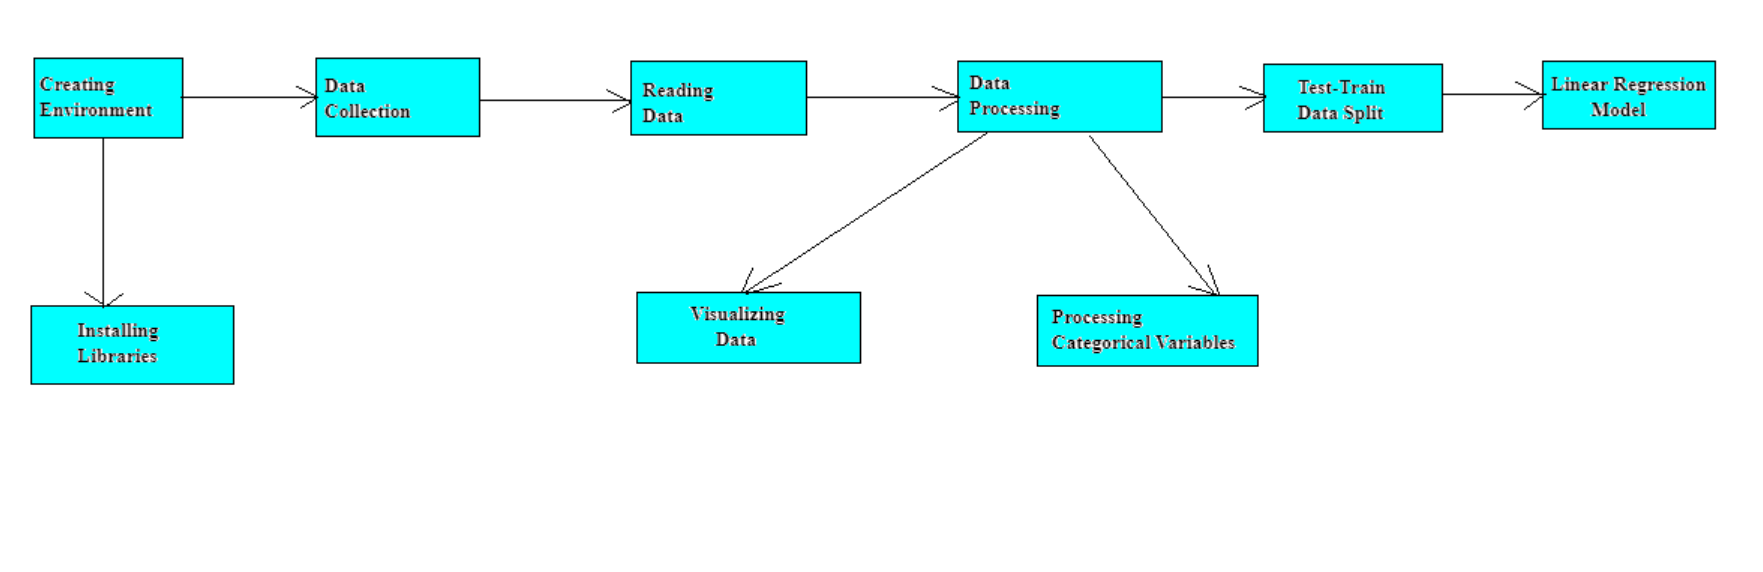 Creating
Environment
Data
Collection
Reading
Data
Data
Processing
Test-Train
Data Split
Linear Regression
Model
Installing
Libraries
Visualizing
Data
Processing
Categorical Variables